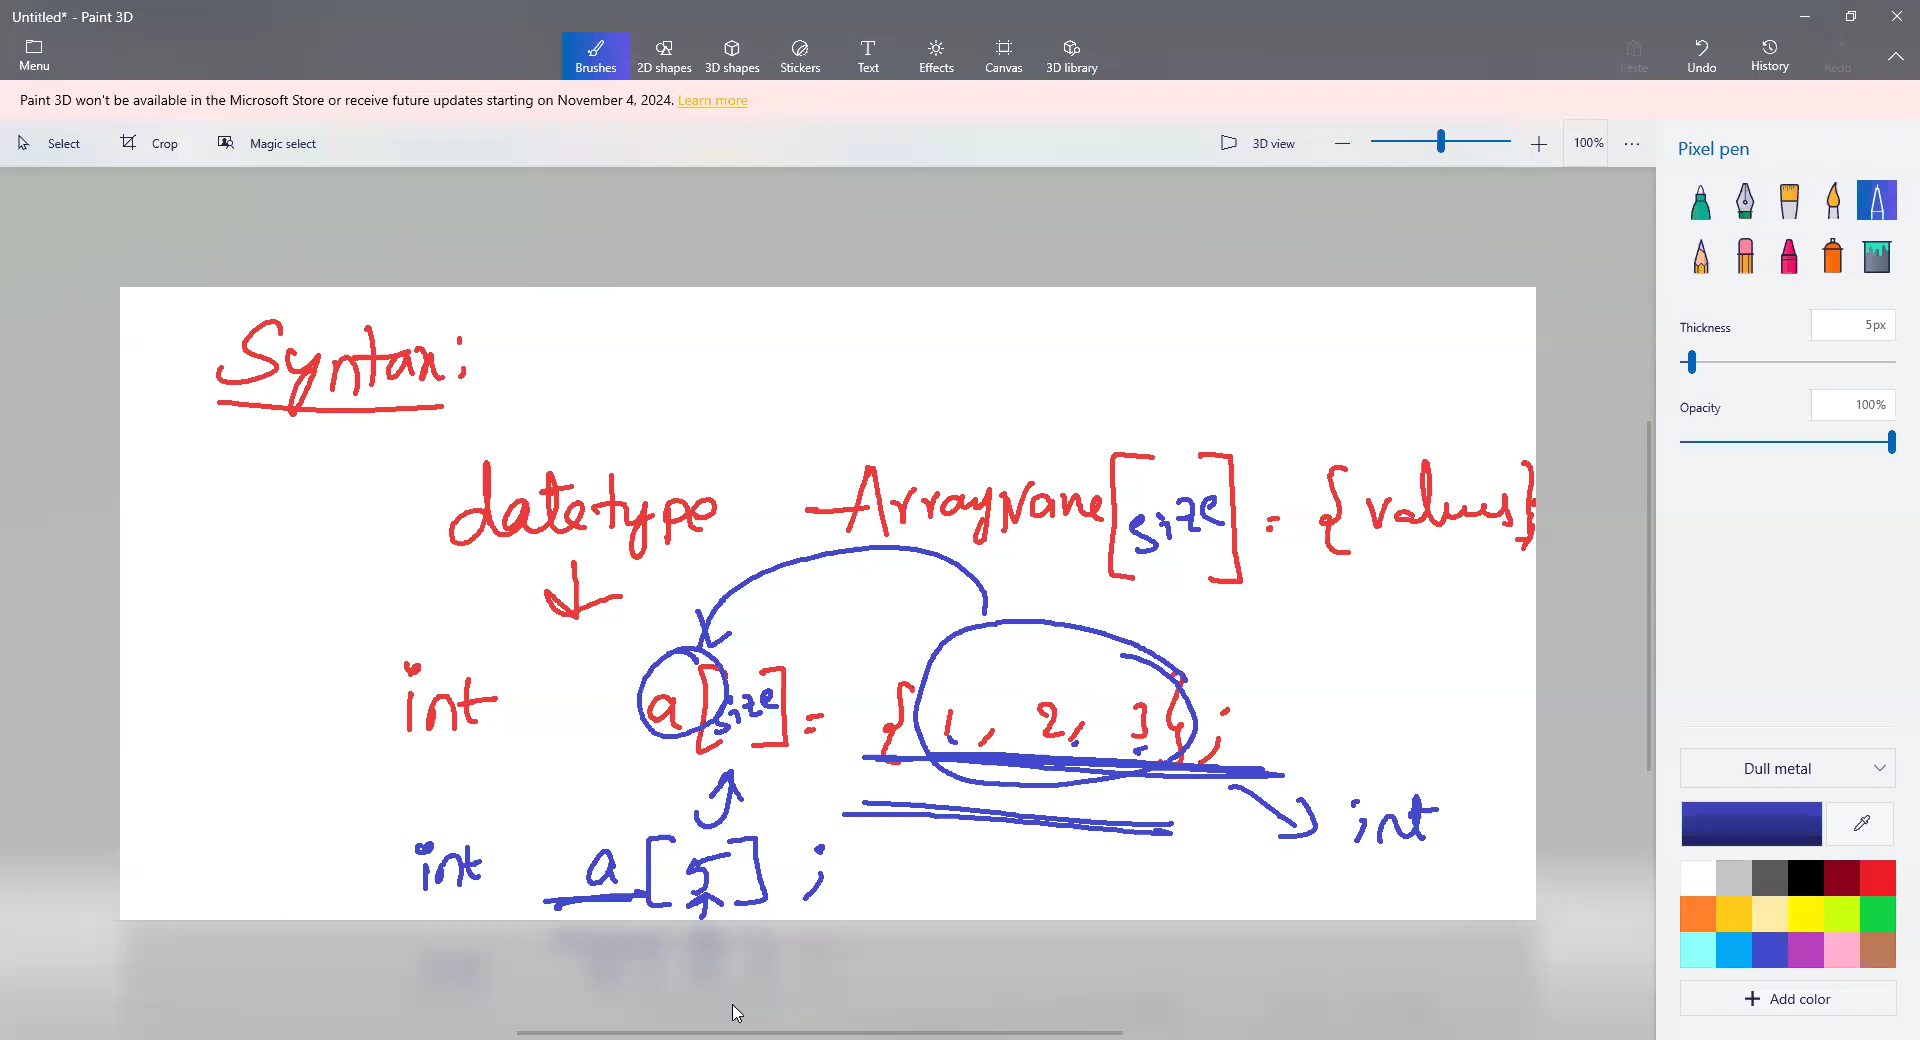 Untitled* - Paint 3D
Menu
Brushes 2D shapes 3D shapes Stickers Text Effects Canvas 3D library Paste Undo History Redo
Paint 3D won't be available in the Microsoft Store or receive future updates starting on November 4, 2024. Learn more
Select Crop Magic select 3D view 100% ...
Pixel pen
Thickness 5px
Opacity 100%
Syntax:
datetype ArrayName[size] = {values}
int a[size] = {1, 2, 3};
int
int a[5];
Dull metal
Add color